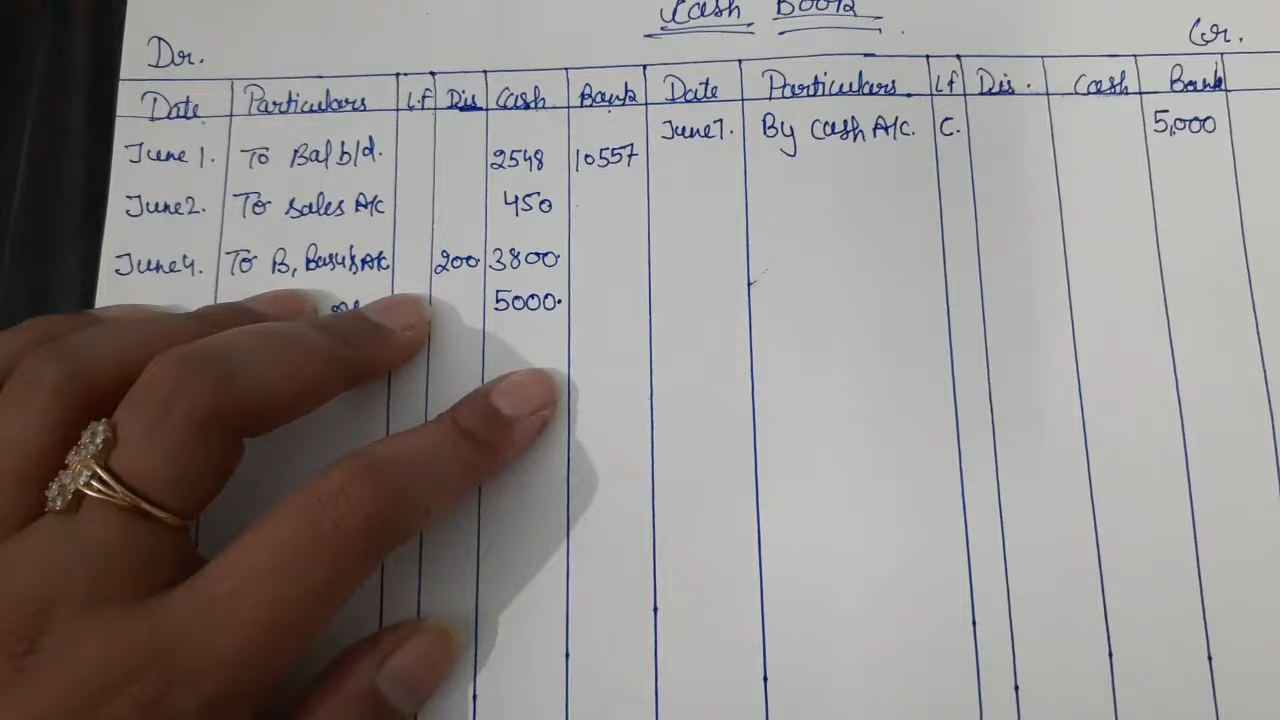 Cash Book
Dr. Cr.
Date Particulars L.f Dis Cash Bank Date Particulars Lf Dis. Cash Bank
June 7. By Cash A/c. C. 5,000
June 1. To Bal b/d. 2548 10557
June 2. To Sales A/c 450
June 4. To B, A/c 200 3800
5000.